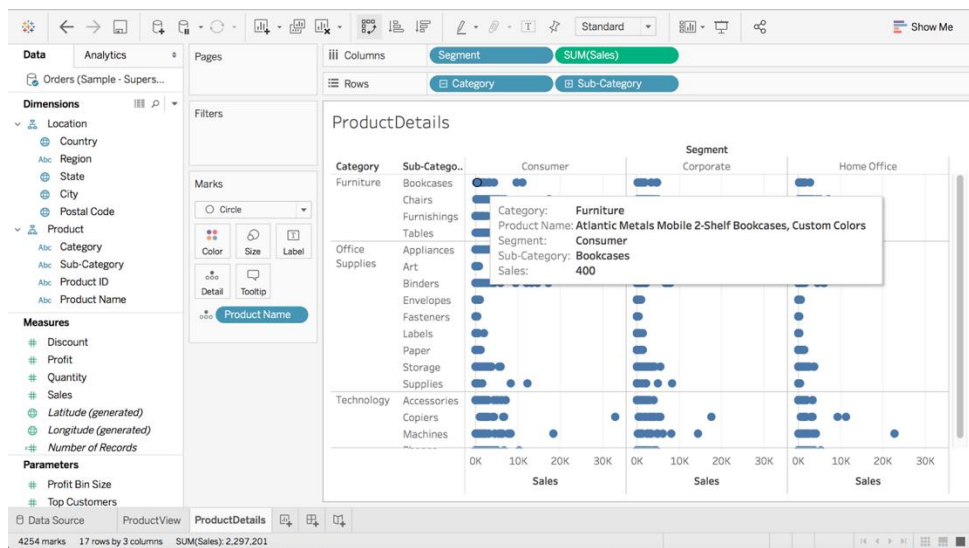 Standard
Show Me
Data
Analytics
Pages
Columns
Segment
SUM(Sales)
Orders (Sample - Supers...
Rows
Category
Sub-Category
Dimensions
Location
Country
Abc Region
State
City
Postal Code
Product
Abc Category
Abc Sub-Category
Abc Product ID
Abc Product Name
Measures
# Discount
# Profit
# Quantity
# Sales
Latitude (generated)
Longitude (generated)
=# Number of Records
Parameters
# Profit Bin Size
# Top Customers
Filters
Marks
Circle
Color Size Label
Detail Tooltip
Product Name
ProductDetails
Segment
Category Sub-Catego.. Consumer Corporate Home Office
Furniture Bookcases
Chairs
Furnishings
Tables
Office Supplies Appliances
Art
Binders
Envelopes
Fasteners
Labels
Paper
Storage
Supplies
Technology Accessories
Copiers
Machines
Category: Furniture
Product Name: Atlantic Metals Mobile 2-Shelf Bookcases, Custom Colors
Segment: Consumer
Sub-Category: Bookcases
Sales: 400
0K 10K 20K 30K 0K 10K 20K 30K 0K 10K 20K 30K
Sales Sales Sales
Data Source ProductView ProductDetails
4254 marks 17 rows by 3 columns SUM(Sales): 2,297,201